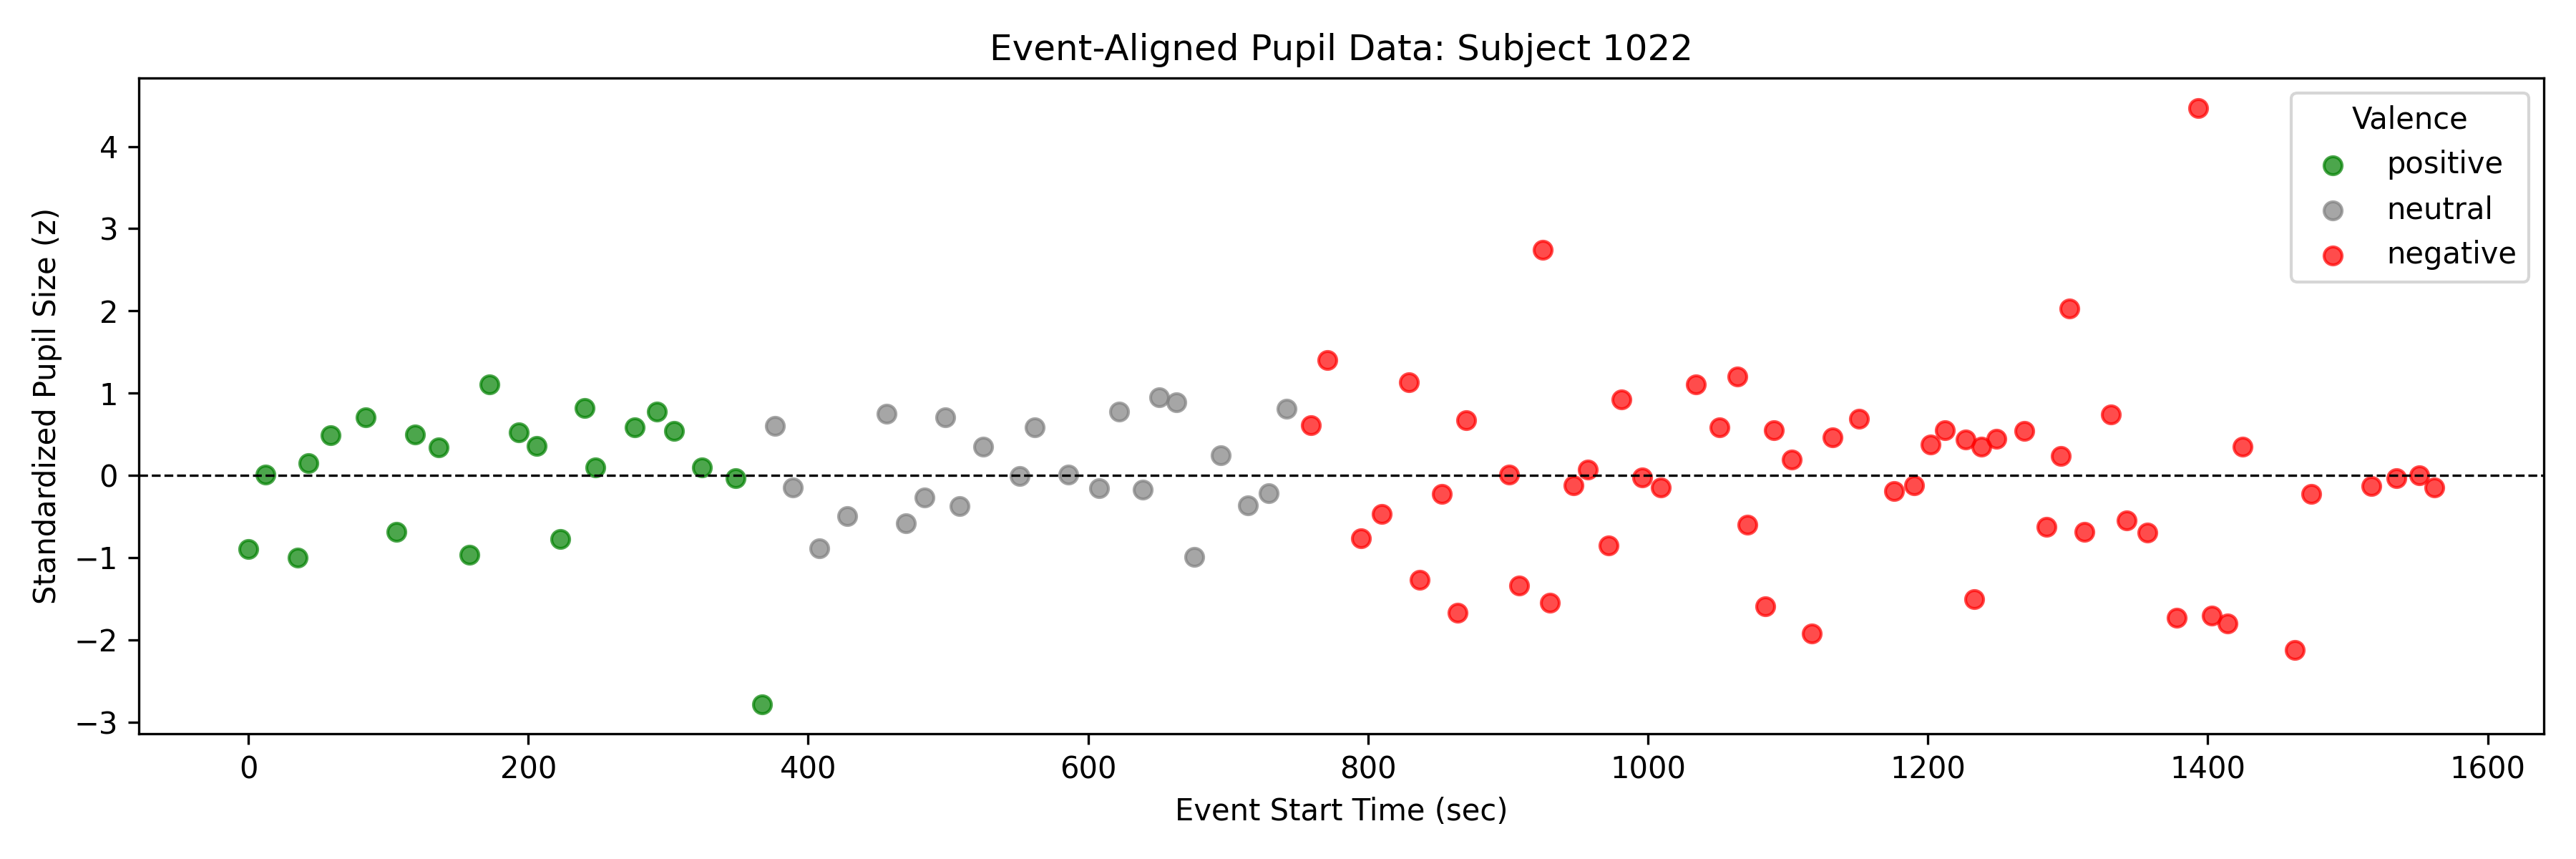 Event-Aligned Pupil Data: Subject 1022
Standardized Pupil Size (z)
4
3
2
1
0
−1
−2
−3
Valence
positive
neutral
negative
0 200 400 600 800 1000 1200 1400 1600
Event Start Time (sec)